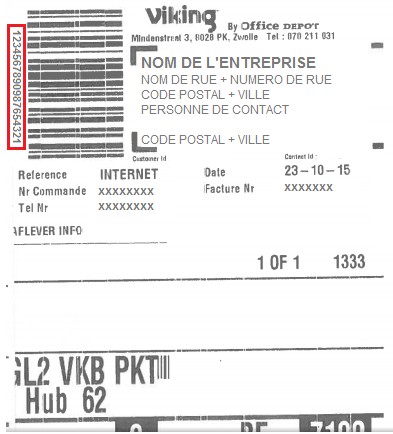 Viking By Office DEPOT
Mindenstraat 3, 8028 PK, Zwolle Tel : 070 211 031
1234567890987654321
NOM DE L'ENTREPRISE
NOM DE RUE + NUMERO DE RUE
CODE POSTAL + VILLE
PERSONNE DE CONTACT
CODE POSTAL + VILLE
Customer Id Contact Id :
Reference INTERNET Date 23-10-15
Nr Commande XXXXXXXX Facture Nr XXXXXXX
Tel Nr XXXXXXXX
AFLEVER INFO
1 OF 1 1333
GL2 VKB PKT
Hub 62